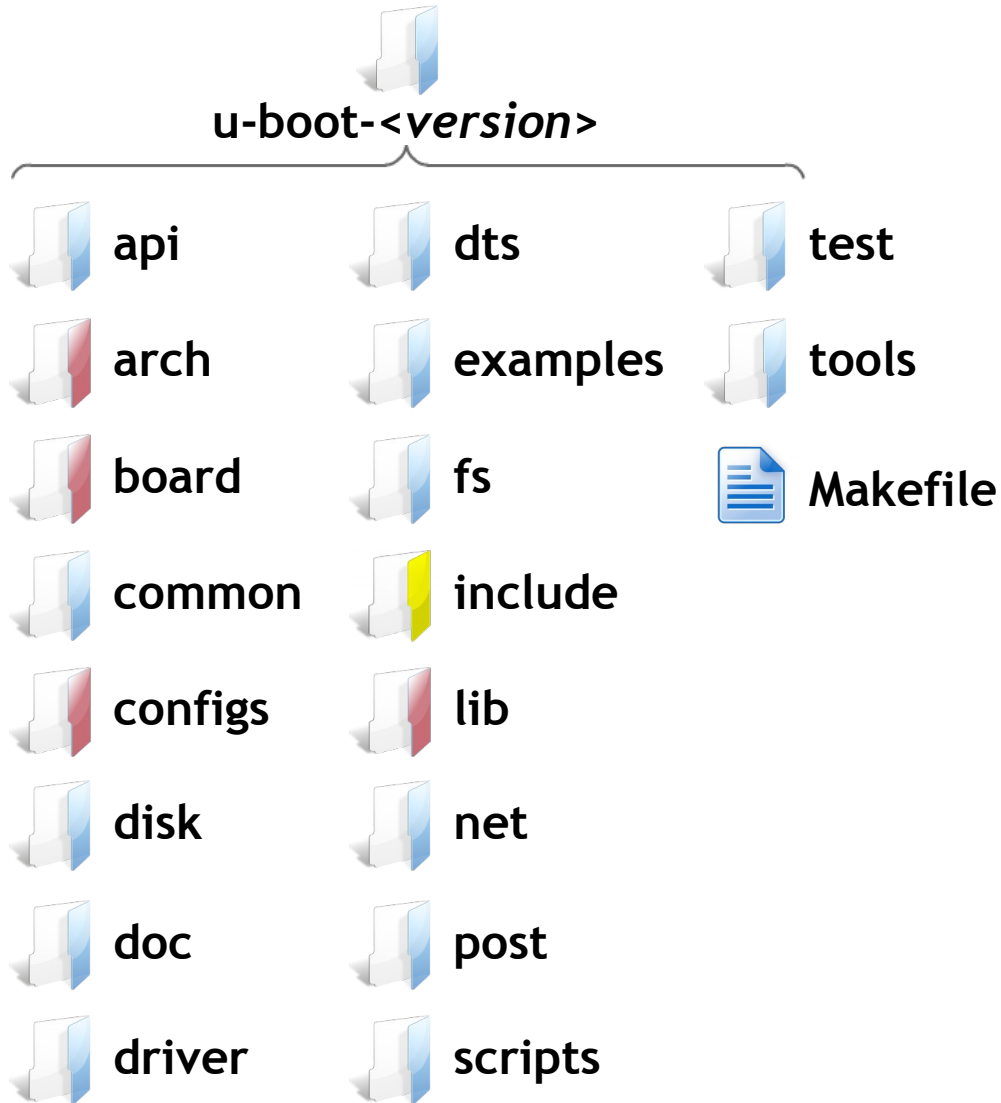 u-boot-<version>
api
arch
board
common
configs
disk
doc
driver
dts
examples
fs
include
lib
net
post
scripts
test
tools
Makefile